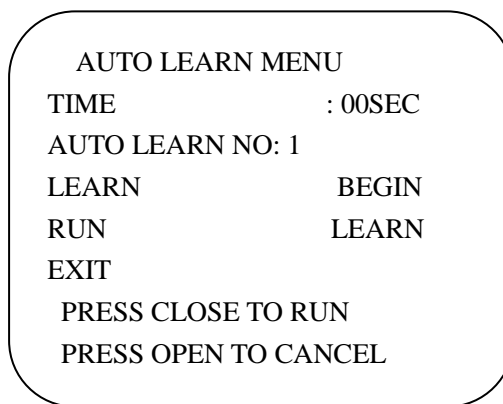 AUTO LEARN MENU
TIME : 00SEC
AUTO LEARN NO: 1
LEARN BEGIN
RUN LEARN
EXIT
PRESS CLOSE TO RUN
PRESS OPEN TO CANCEL